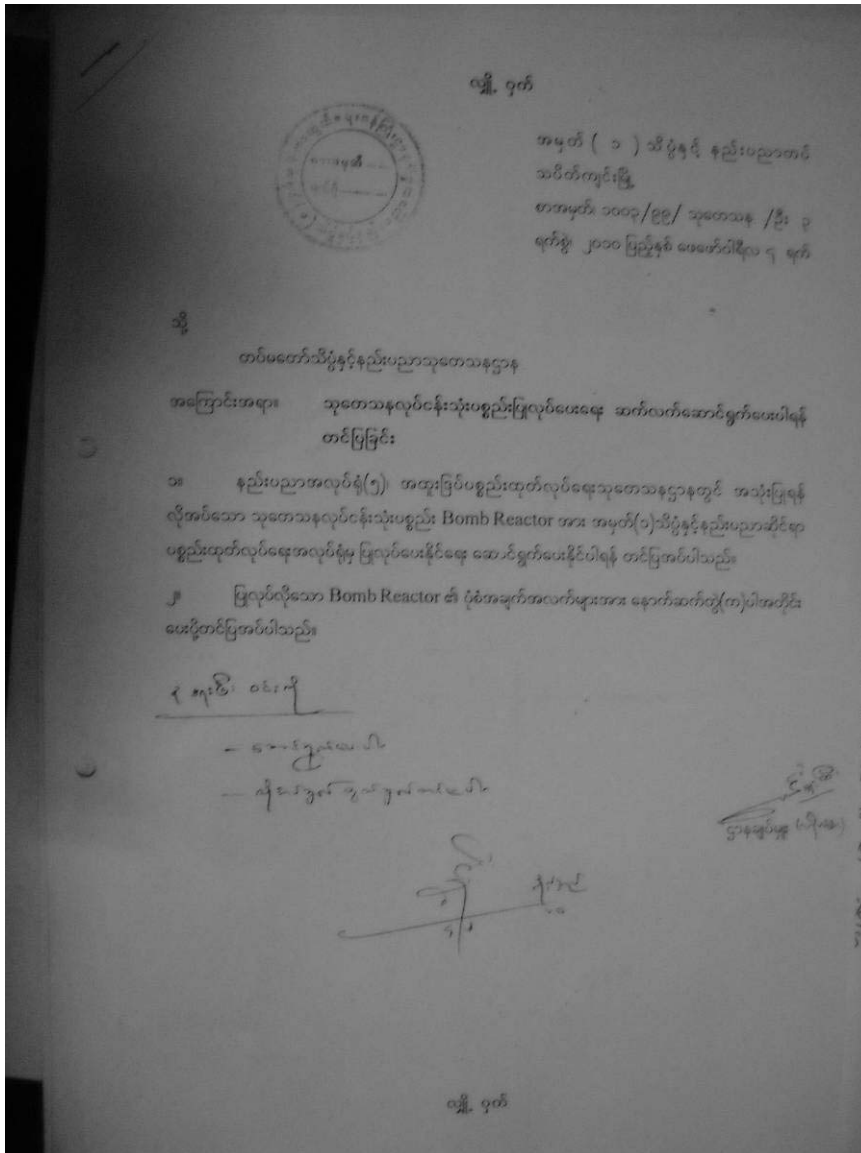 လျှို့ ဝှက်
အမှတ် ( ၁ ) သိပ္ပံနှင့် နည်းပညာတပ်
သပိတ်ကျင်းမြို့
စာအမှတ်၊ ၁၀၀၃/၉၉/ သုတေသန /ဦး ၃
ရက်စွဲ၊ ၂၀၁၀ ပြည့်နှစ် ဖေဖော်ဝါရီလ ၄ ရက်
သို့
တပ်မတော်သိပ္ပံနှင့်နည်းပညာသုတေသနဌာန
အကြောင်းအရာ။ သုတေသနလုပ်ငန်းသုံးပစ္စည်းပြုလုပ်ပေးရေး ဆက်လက်ဆောင်ရွက်ပေးပါရန်
တင်ပြခြင်း
၁။ နည်းပညာအလုပ်ရုံ(၅)၊ အထူးဒြပ်ပစ္စည်းထုတ်လုပ်ရေးသုတေသနဌာနတွင် အသုံးပြုရန်
လိုအပ်သော သုတေသနလုပ်ငန်းသုံးပစ္စည်း Bomb Reactor အား အမှတ်(၁)သိပ္ပံနှင့်နည်းပညာဆိုင်ရာ
ပစ္စည်းထုတ်လုပ်ရေးအလုပ်ရုံမှ ပြုလုပ်ပေးနိုင်ရေး ဆောင်ရွက်ပေးနိုင်ပါရန် တင်ပြအပ်ပါသည်။
၂။ ပြုလုပ်လိုသော Bomb Reactor ၏ ပုံစံအချက်အလက်များအား နောက်ဆက်တွဲ(က)ပါအတိုင်း
ပေးပို့တင်ပြအပ်ပါသည်။
ဌာနချုပ်မှူး
လျှို့ ဝှက်